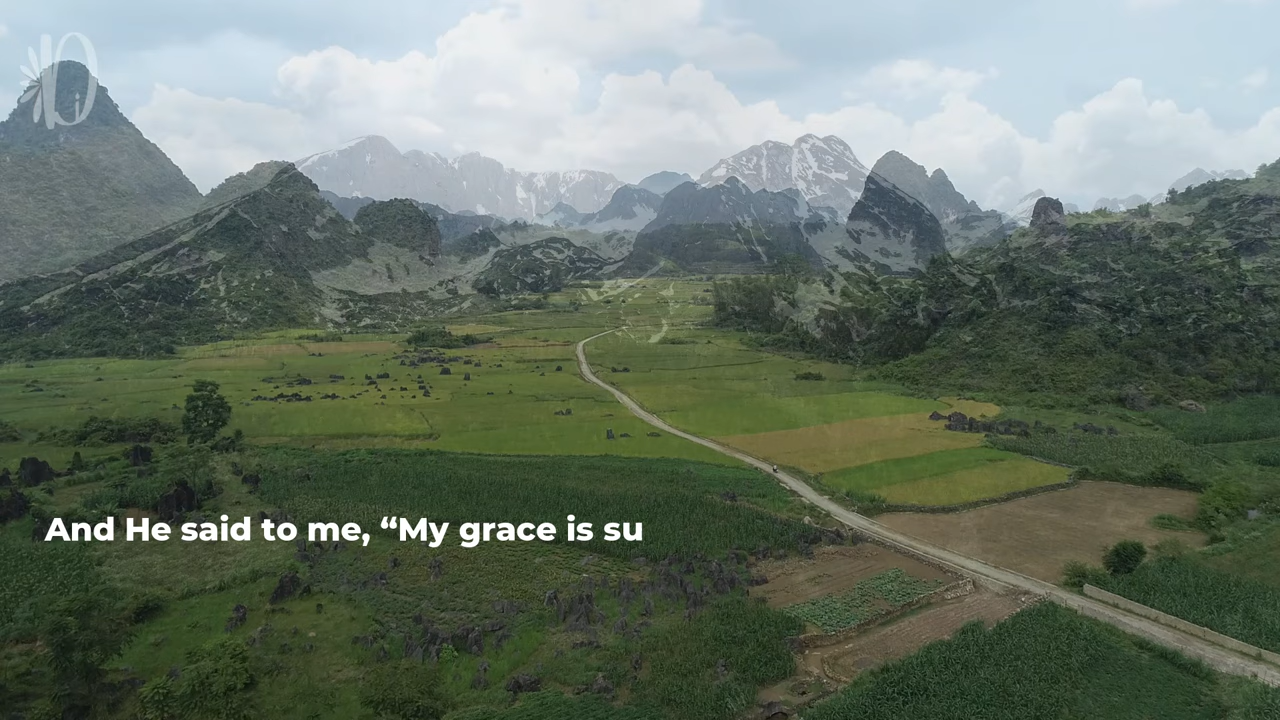 And He said to me, “My grace is su